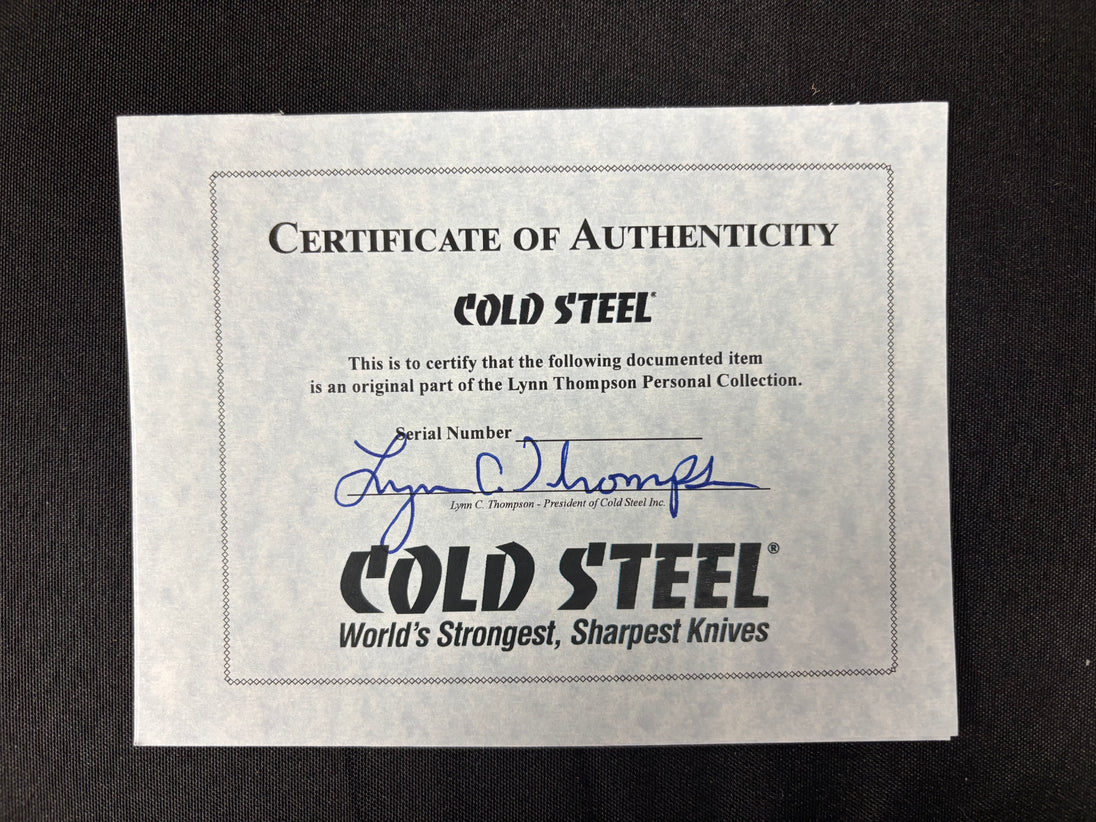 CERTIFICATE OF AUTHENTICITY
COLD STEEL®
This is to certify that the following documented item
is an original part of the Lynn Thompson Personal Collection.
Serial Number
Lynn C Thompson
Lynn C. Thompson - President of Cold Steel Inc.
COLD STEEL®
World's Strongest, Sharpest Knives